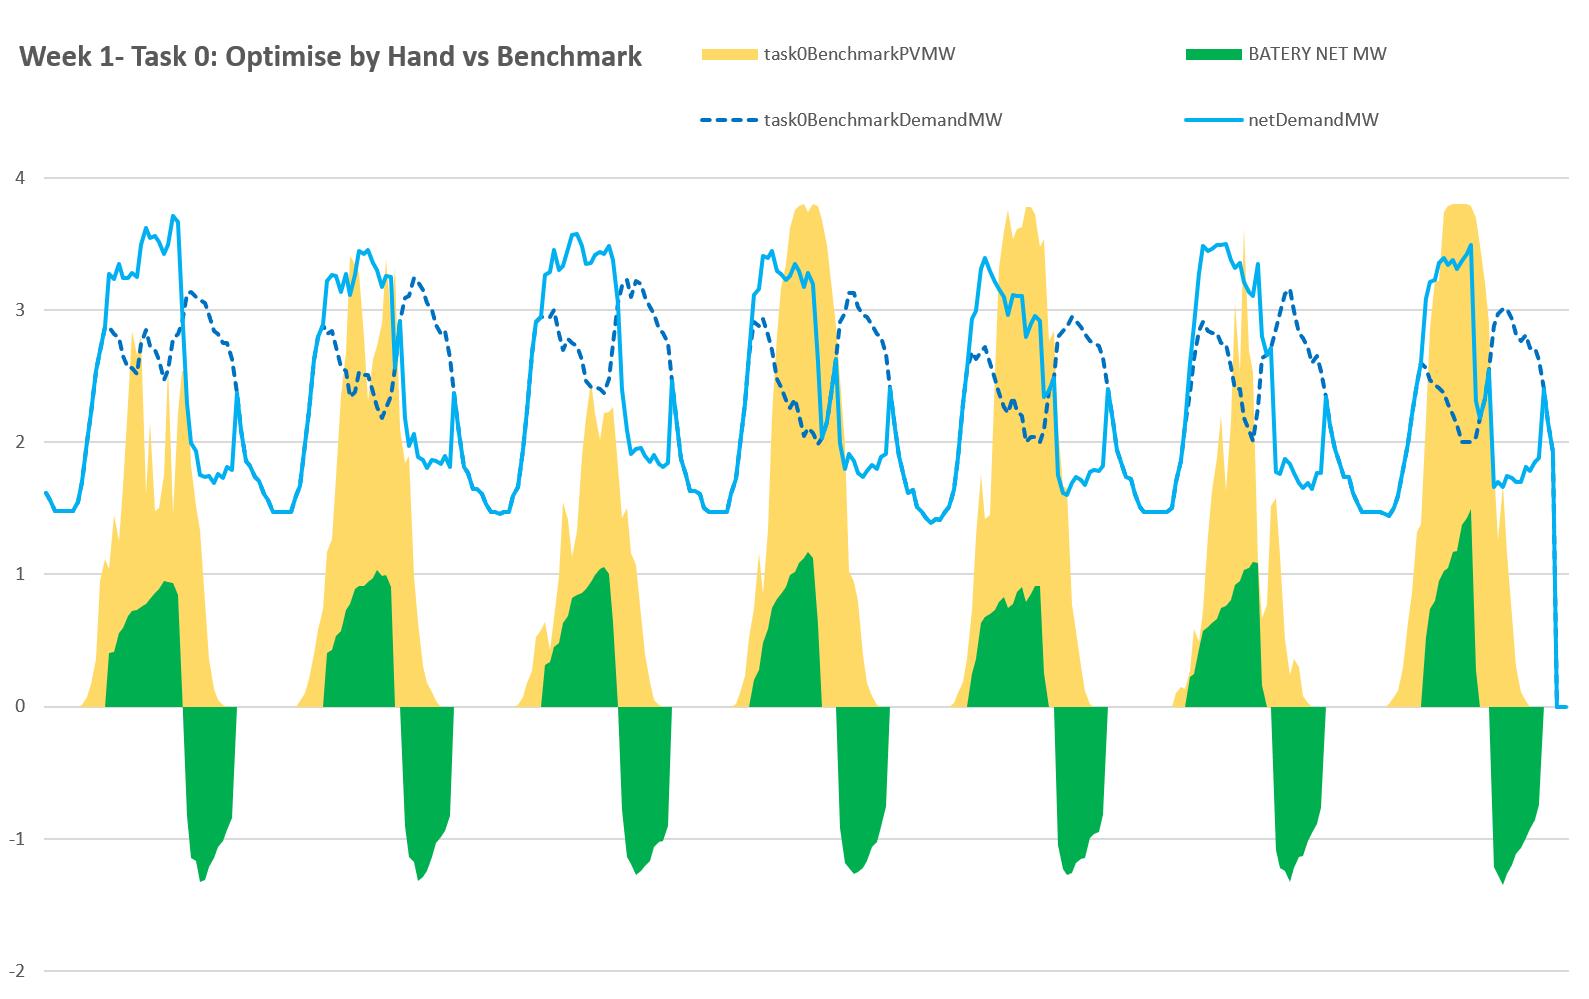 Week 1- Task 0: Optimise by Hand vs Benchmark
task0BenchmarkPVMW
BATERY NET MW
task0BenchmarkDemandMW
netDemandMW
4
3
2
1
0
-1
-2